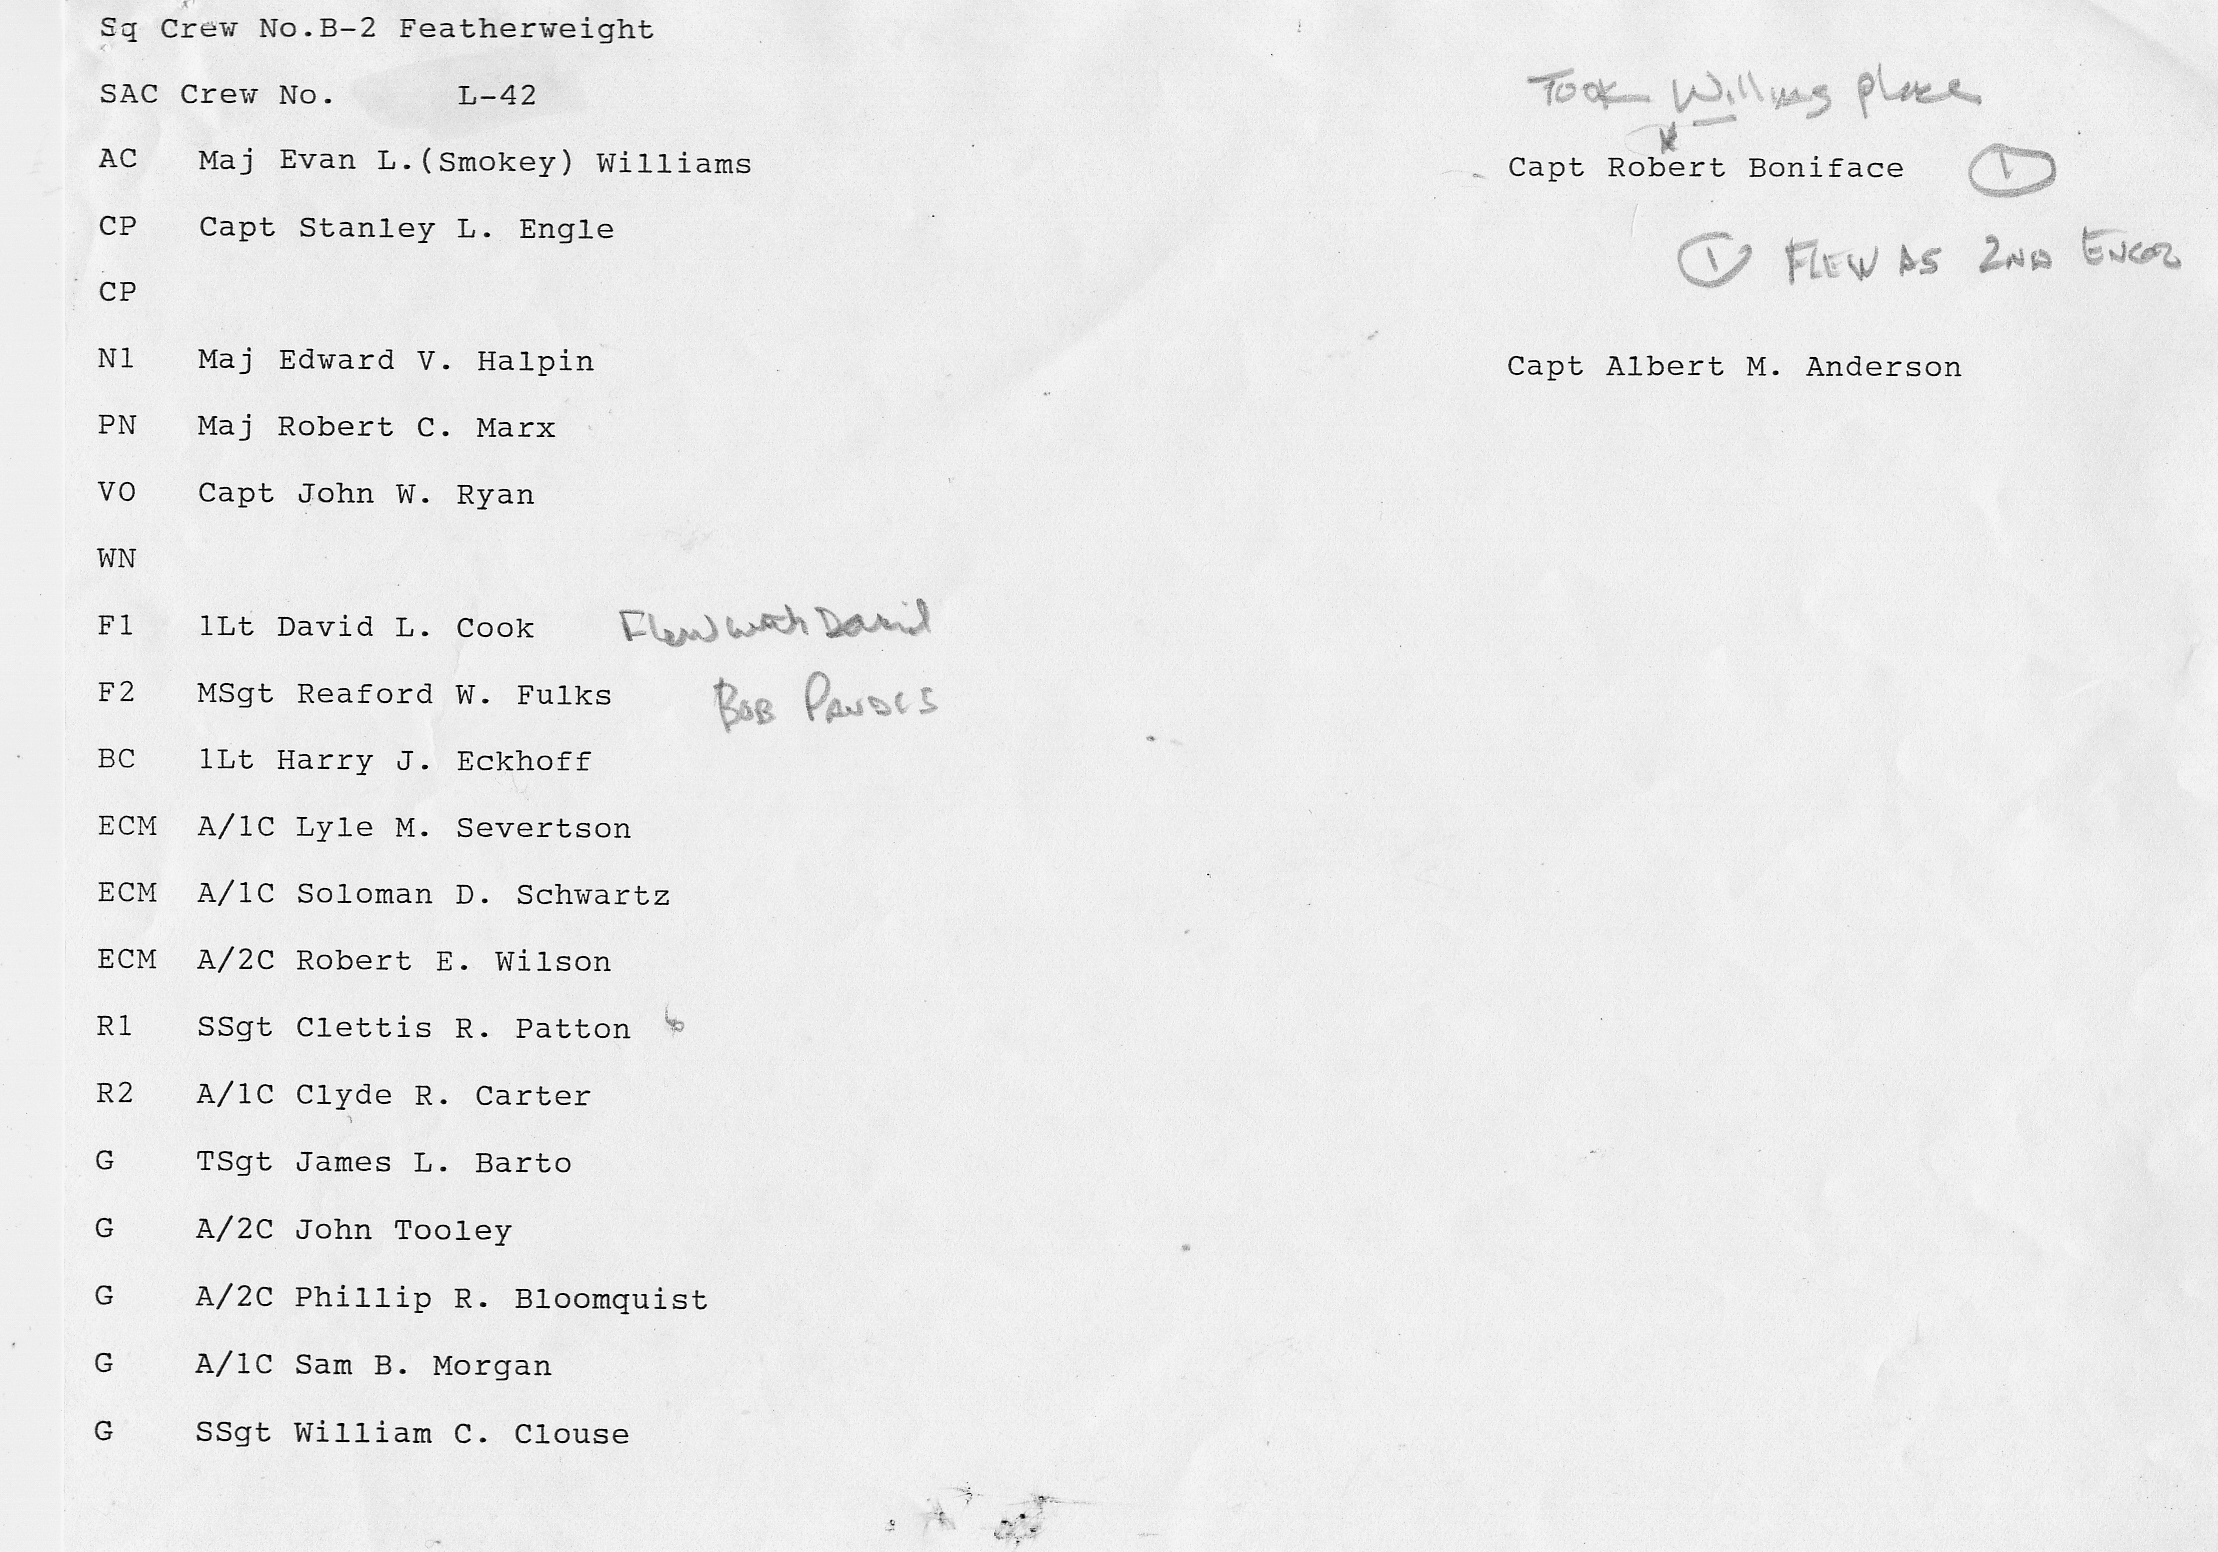 Sq Crew No.B-2 Featherweight
SAC Crew No. L-42
Took Williams place
AC Maj Evan L.(Smokey) Williams Capt Robert Boniface 1
CP Capt Stanley L. Engle
1 FLEW AS 2ND ENGR
CP
N1 Maj Edward V. Halpin Capt Albert M. Anderson
PN Maj Robert C. Marx
VO Capt John W. Ryan
WN
F1 1Lt David L. Cook Flew with David
F2 MSgt Reaford W. Fulks BOB
BC 1Lt Harry J. Eckhoff
ECM A/1C Lyle M. Severtson
ECM A/1C Soloman D. Schwartz
ECM A/2C Robert E. Wilson
R1 SSgt Clettis R. Patton
R2 A/1C Clyde R. Carter
G TSgt James L. Barto
G A/2C John Tooley
G A/2C Phillip R. Bloomquist
G A/1C Sam B. Morgan
G SSgt William C. Clouse